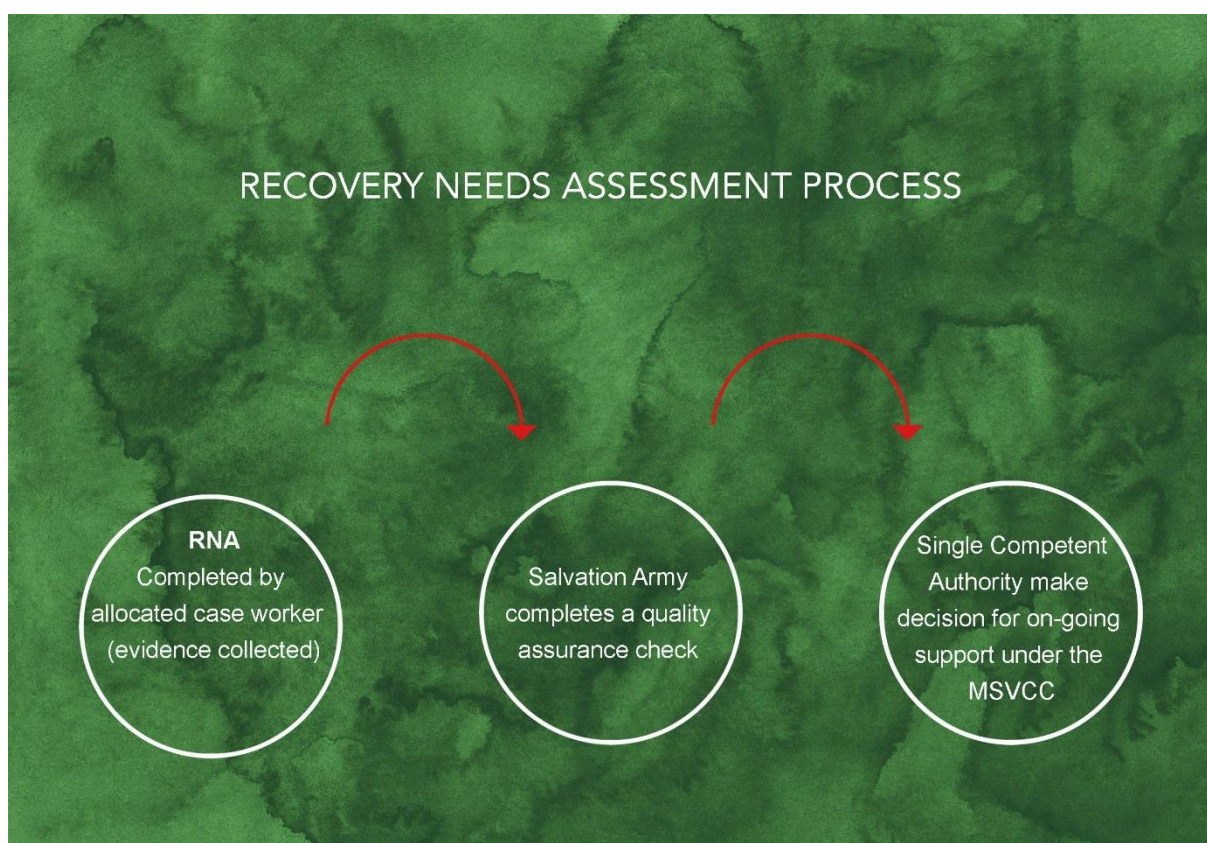 RECOVERY NEEDS ASSESSMENT PROCESS
RNA
Completed by
allocated case worker
(evidence collected)
Salvation Army
completes a quality
assurance check
Single Competent
Authority make
decision for on-going
support under the
MSVCC